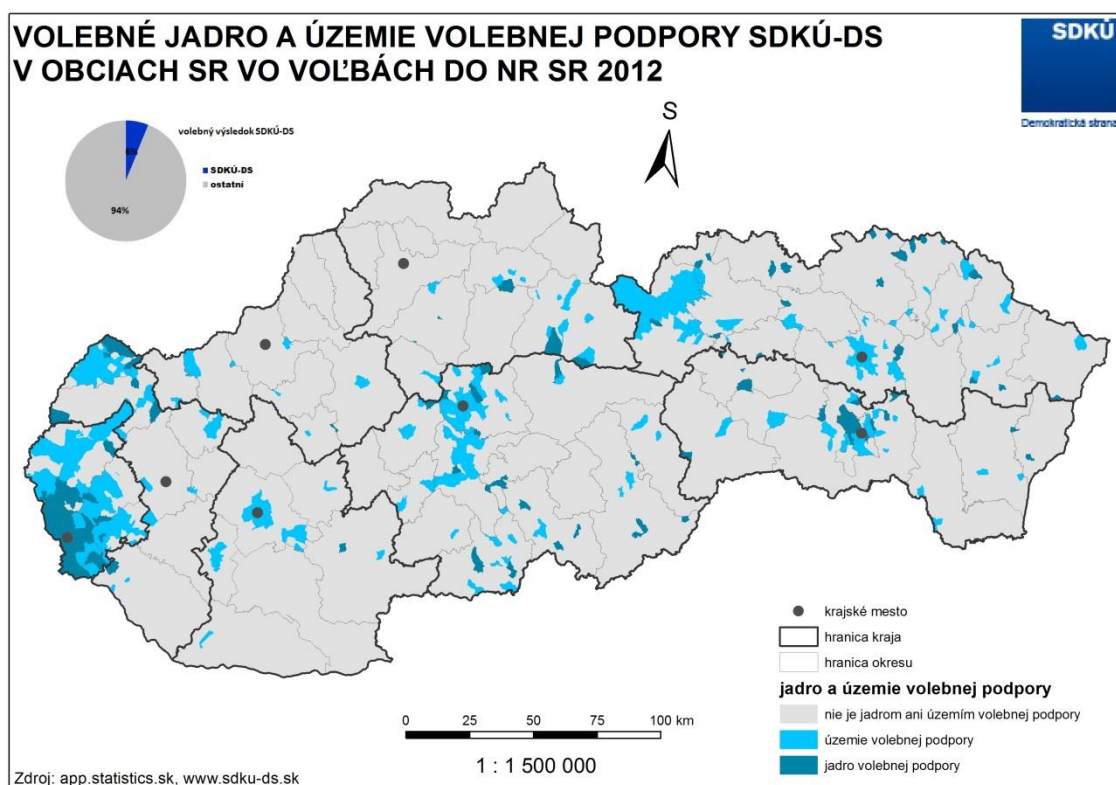 VOLEBNÉ JADRO A ÚZEMIE VOLEBNEJ PODPORY SDKÚ-DS
V OBCIACH SR VO VOĽBÁCH DO NR SR 2012
SDKÚ
Demokratická strana
volebný výsledok SDKÚ-DS
6%
SDKÚ-DS
ostatní
94%
S
krajské mesto
hranica kraja
hranica okresu
jadro a územie volebnej podpory
nie je jadrom ani územím volebnej podpory
územie volebnej podpory
jadro volebnej podpory
0 25 50 75 100 km
1 : 1 500 000
Zdroj: app.statistics.sk, www.sdku-ds.sk